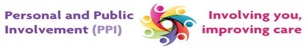 Personal and Public
Involvement (PPI)
Involving you,
improving care